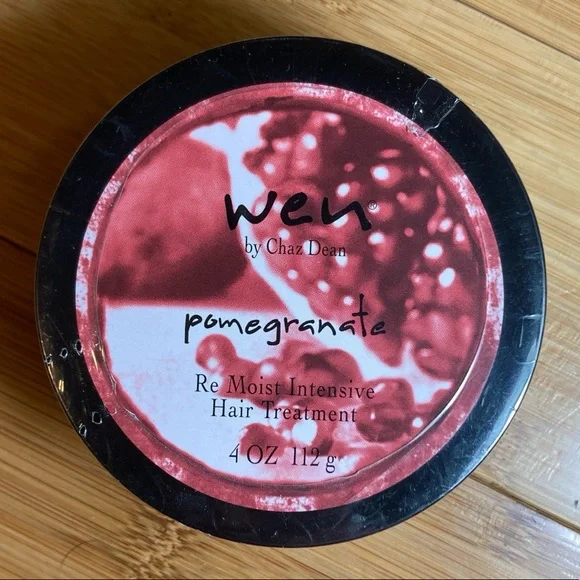 wen®
by Chaz Dean
pomegranate
Re Moist Intensive
Hair Treatment
4 OZ 112 g